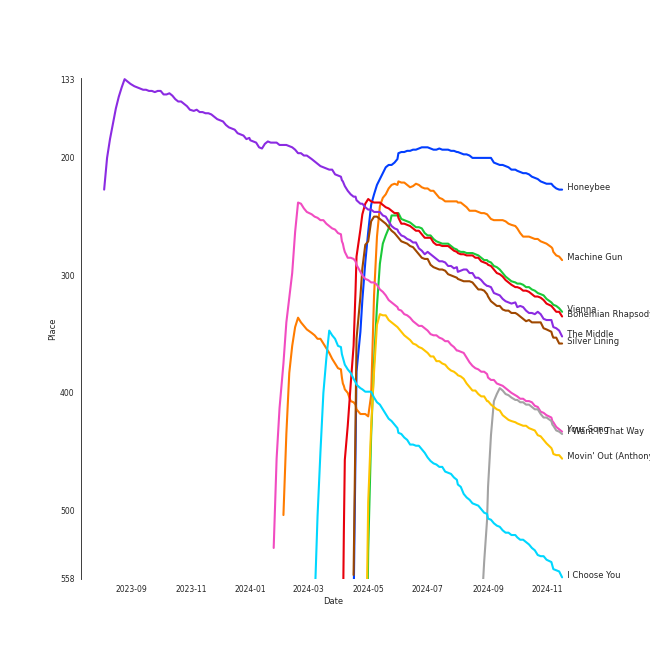 133
200
300
400
500
558
Place
2023-09
2023-11
2024-01
2024-03
2024-05
2024-07
2024-09
2024-11
Date
Honeybee
Machine Gun
Vienna
Bohemian Rhapsody
The Middle
Silver Lining
Your Song
I Want It That Way
Movin' Out (Anthony
I Choose You